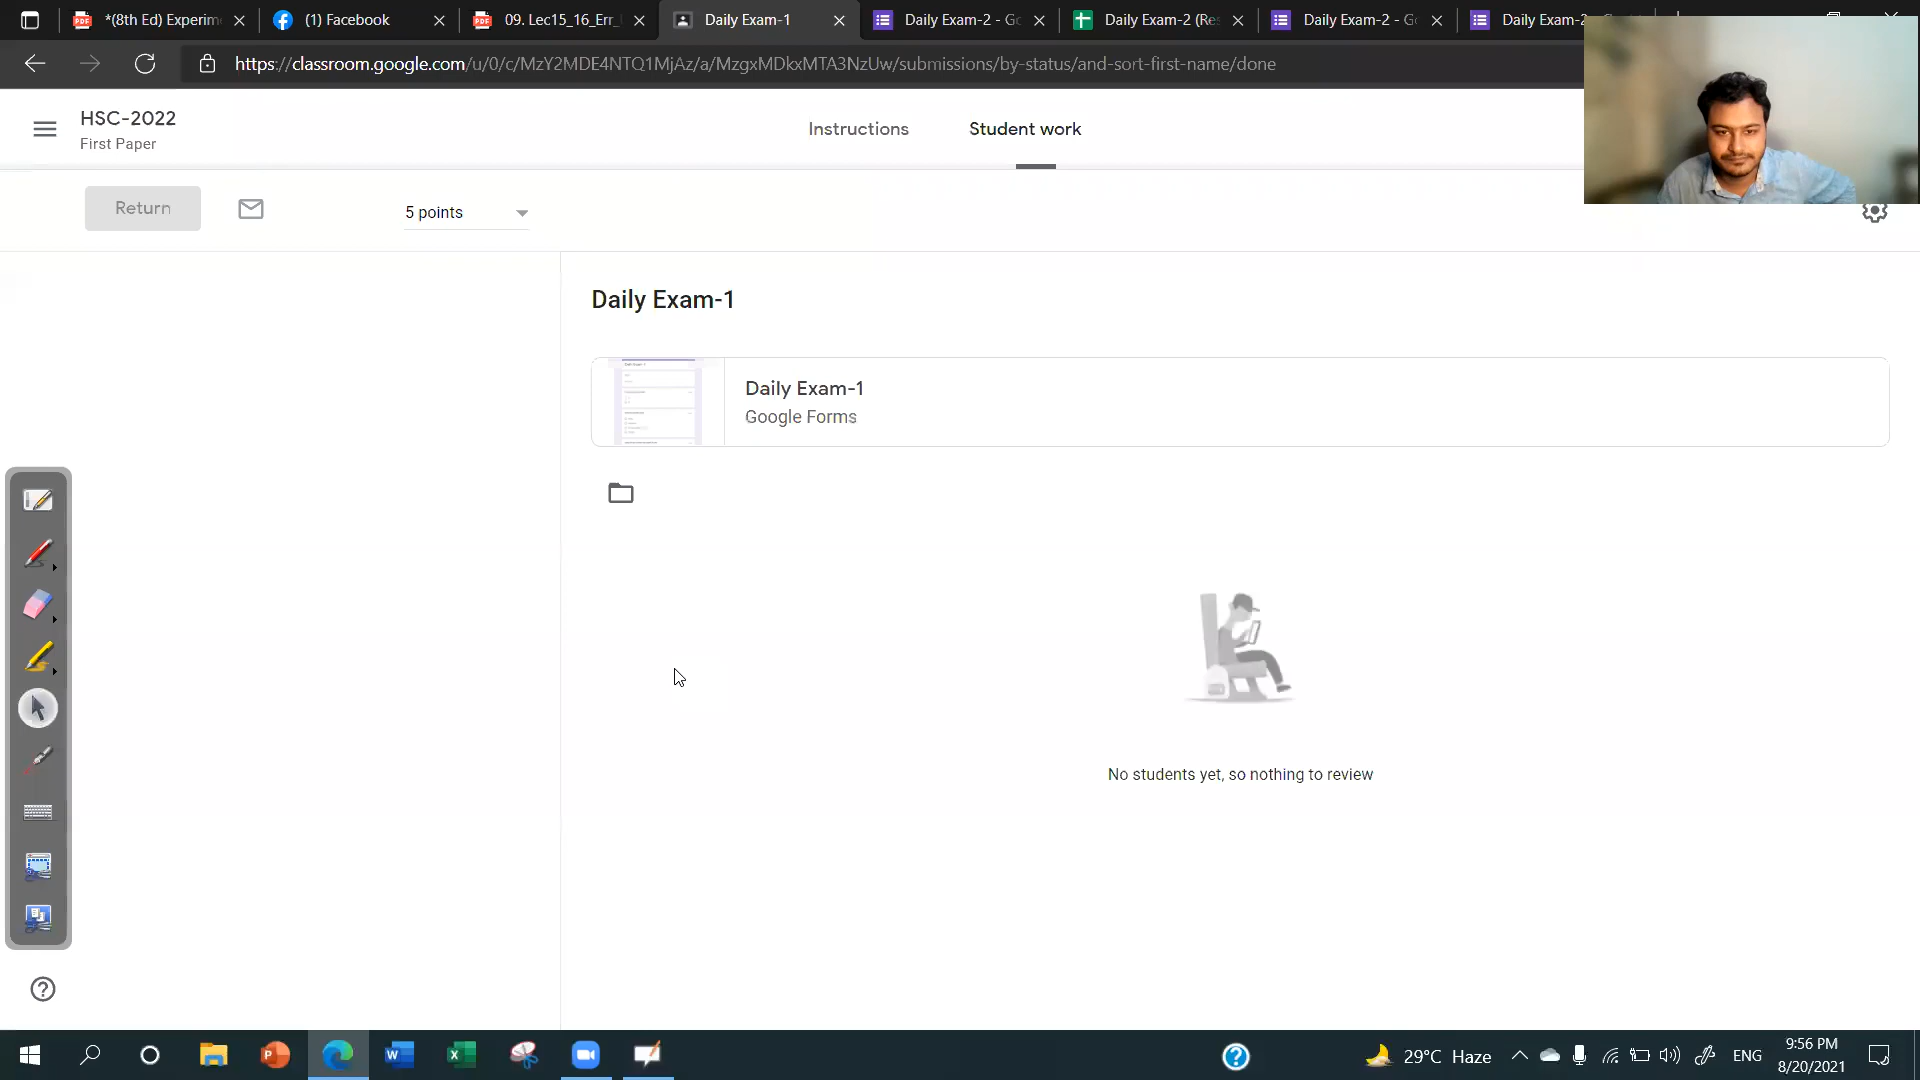 *(8th Ed) Experim
(1) Facebook
09. Lec15_16_Err_
Daily Exam-1
Daily Exam-2 - Go
Daily Exam-2 (Re
Daily Exam-2 - G
Daily Exam-2
https://classroom.google.com/u/0/c/MzY2MDE4NTQ1MjAz/a/MzgxMDkxMTA3NzUw/submissions/by-status/and-sort-first-name/done
HSC-2022
First Paper
Instructions
Student work
Return
5 points
Daily Exam-1
Daily Exam-1
Google Forms
No students yet, so nothing to review
29°C Haze
ENG
9:56 PM
8/20/2021